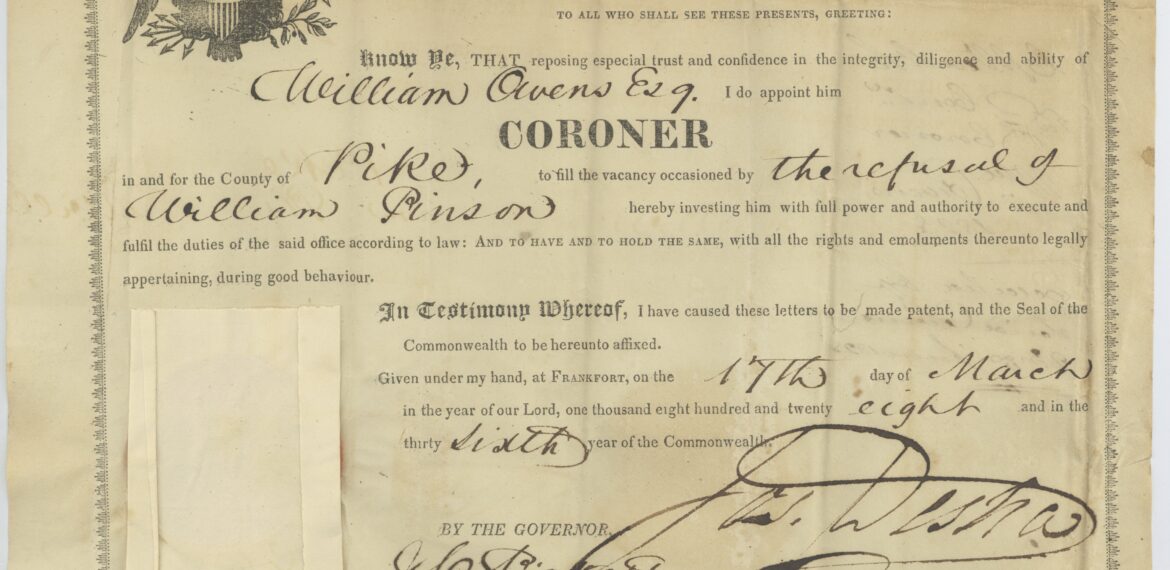 TO ALL WHO SHALL SEE THESE PRESENTS, GREETING:
Know Ye, THAT reposing especial trust and confidence in the integrity, diligence and ability of
William Owens Esq. I do appoint him
CORONER
in and for the County of Pike, to fill the vacancy occasioned by the refusal of
William Pinson hereby investing him with full power and authority to execute and
fulfil the duties of the said office according to law: AND TO HAVE AND TO HOLD THE SAME, with all the rights and emoluments thereunto legally
appertaining, during good behaviour.
In Testimony Whereof, I have caused these letters to be made patent, and the Seal of the
Commonwealth to be hereunto affixed.
Given under my hand, at FRANKFORT, on the 17th day of March
in the year of our Lord, one thousand eight hundred and twenty eight and in the
thirty sixth year of the Commonwealth.
Jos. Desha
BY THE GOVERNOR,